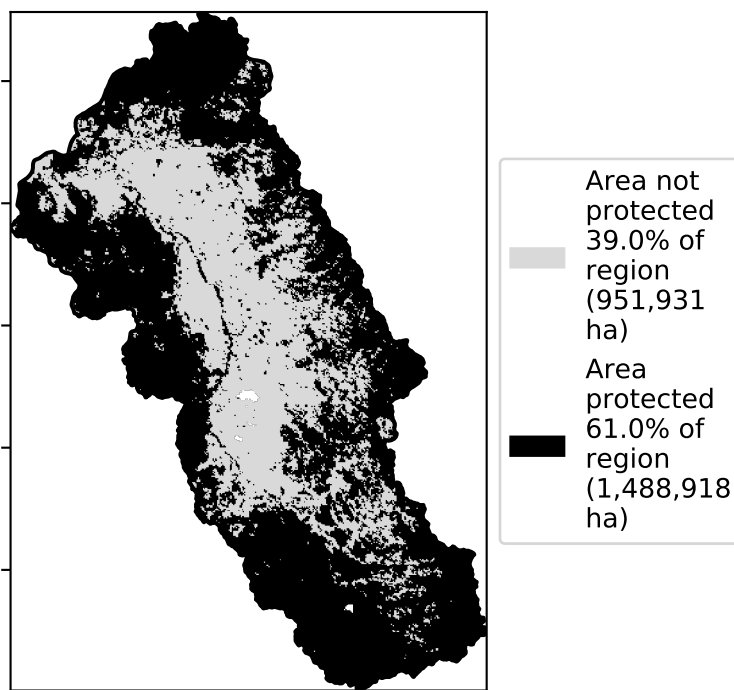 Area not
protected
39.0% of
region
(951,931
ha)
Area
protected
61.0% of
region
(1,488,918
ha)